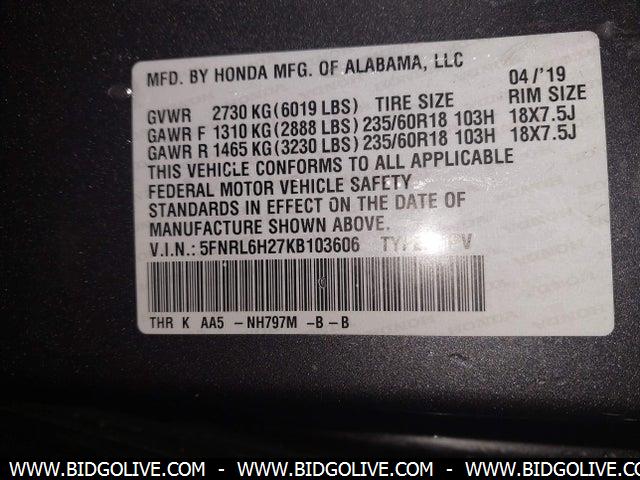 MFD. BY HONDA MFG. OF ALABAMA, LLC 04/'19
GVWR 2730 KG(6019 LBS) TIRE SIZE RIM SIZE
GAWR F 1310 KG(2888 LBS) 235/60R18 103H 18X7.5J
GAWR R 1465 KG(3230 LBS) 235/60R18 103H 18X7.5J
THIS VEHICLE CONFORMS TO ALL APPLICABLE
FEDERAL MOTOR VEHICLE SAFETY
STANDARDS IN EFFECT ON THE DATE OF
MANUFACTURE SHOWN ABOVE.
V.I.N.: 5FNRL6H27KB103606
THR K AA5 -NH797M -B-B
WWW.BIDGOLIVE.COM - WWW.BIDGOLIVE.COM - WWW.BIDGOLIVE.COM